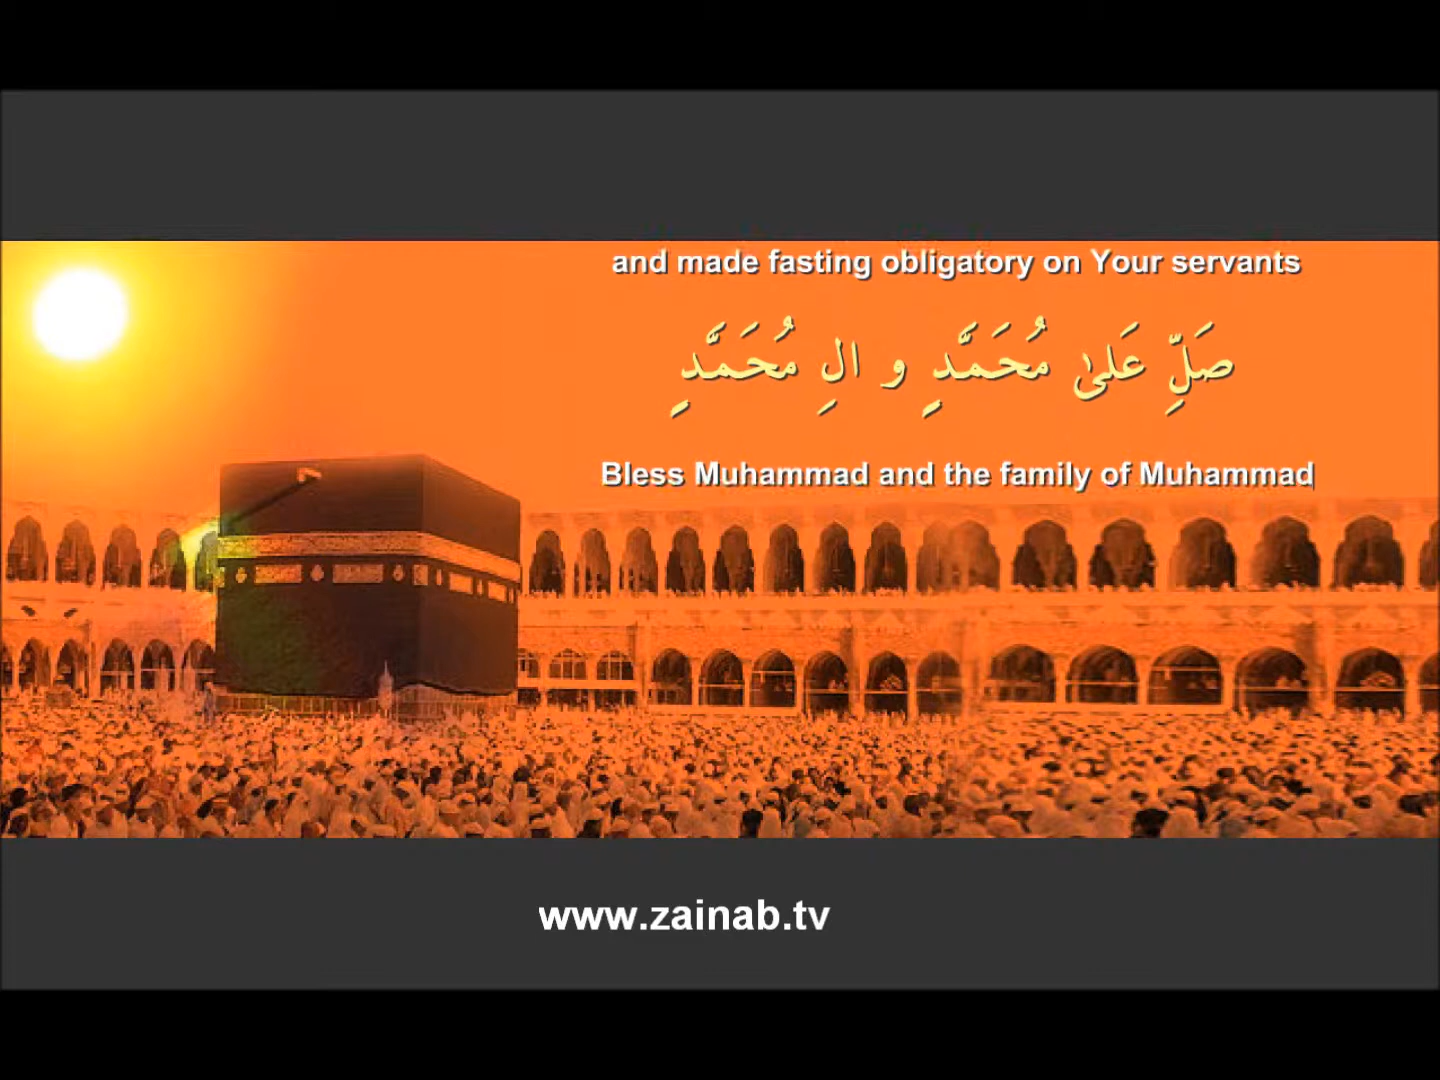 and made fasting obligatory on Your servants
صَلِّ عَلىٰ مُحَمَّدٍ و الِ مُحَمَّدٍ
Bless Muhammad and the family of Muhammad
www.zainab.tv